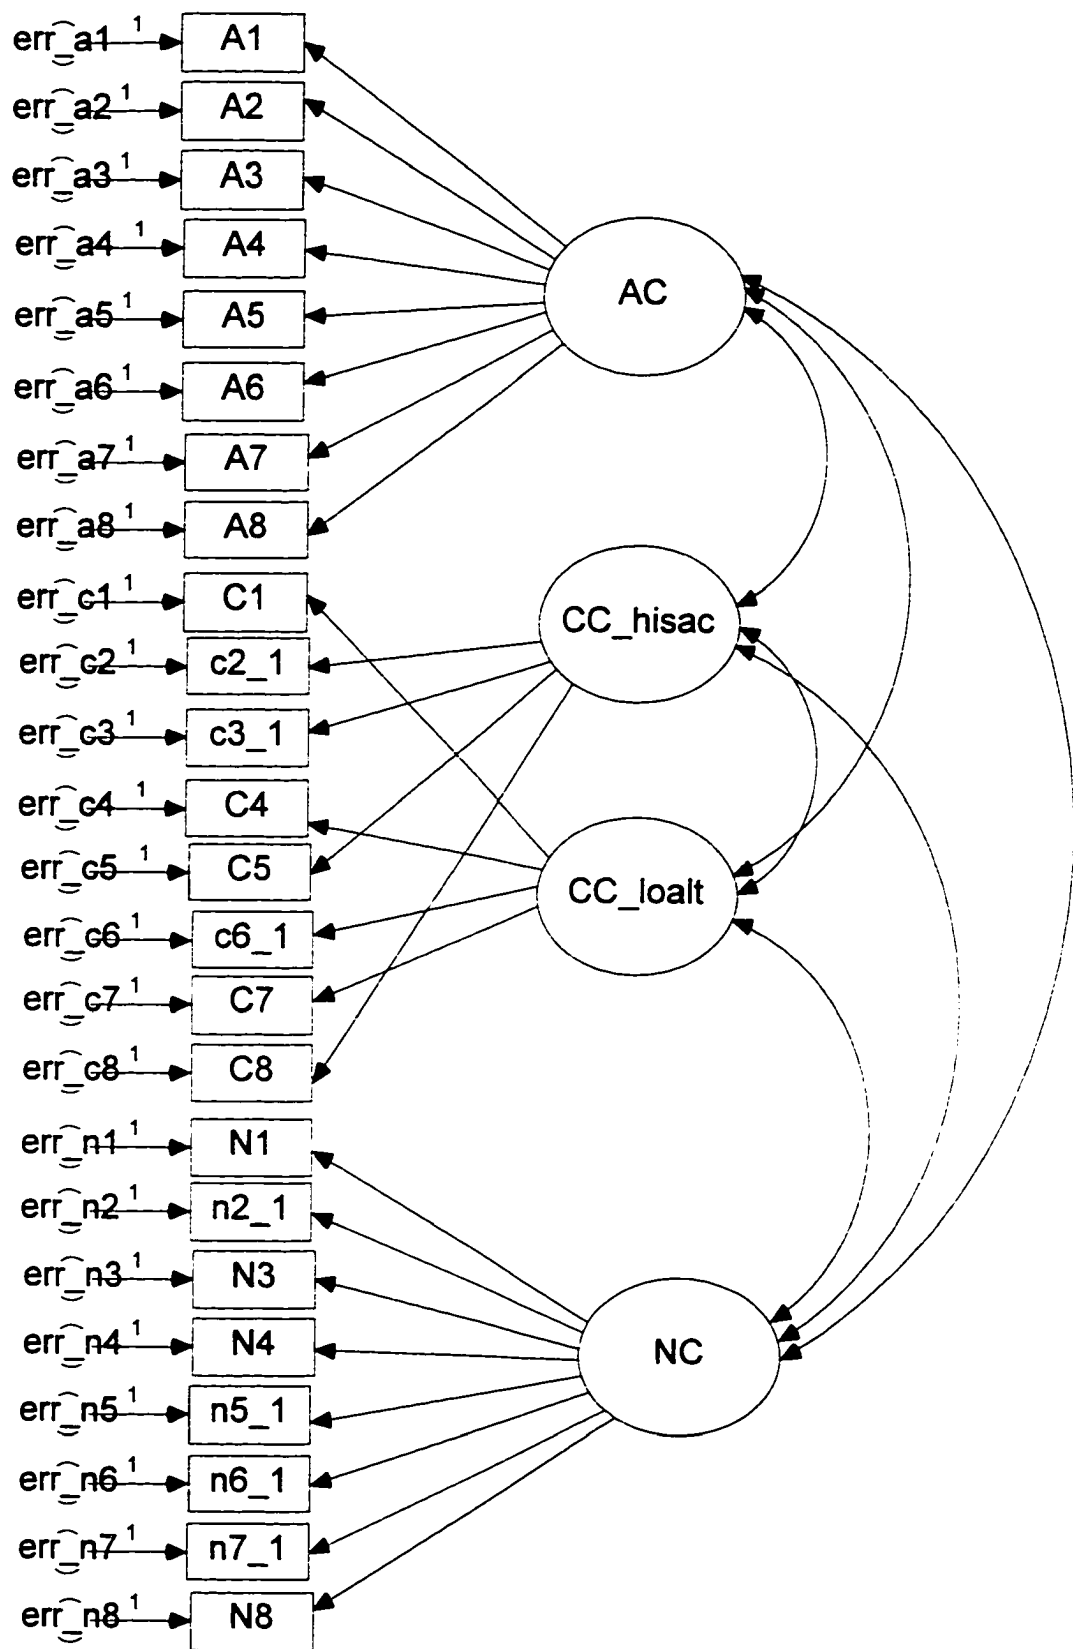 err_a1 1 A1
err_a2 1 A2
err_a3 1 A3
err_a4 1 A4
AC
err_a5 1 A5
err_a6 1 A6
err_a7 1 A7
err_a8 1 A8
err_c1 1 C1
CC_hisac
err_c2 1 c2_1
err_c3 1 c3_1
err_c4 1 C4
err_c5 1 C5
CC_loalt
err_c6 1 c6_1
err_c7 1 C7
err_c8 1 C8
err_n1 1 N1
err_n2 1 n2_1
err_n3 1 N3
err_n4 1 N4
NC
err_n5 1 n5_1
err_n6 1 n6_1
err_n7 1 n7_1
err_n8 1 N8